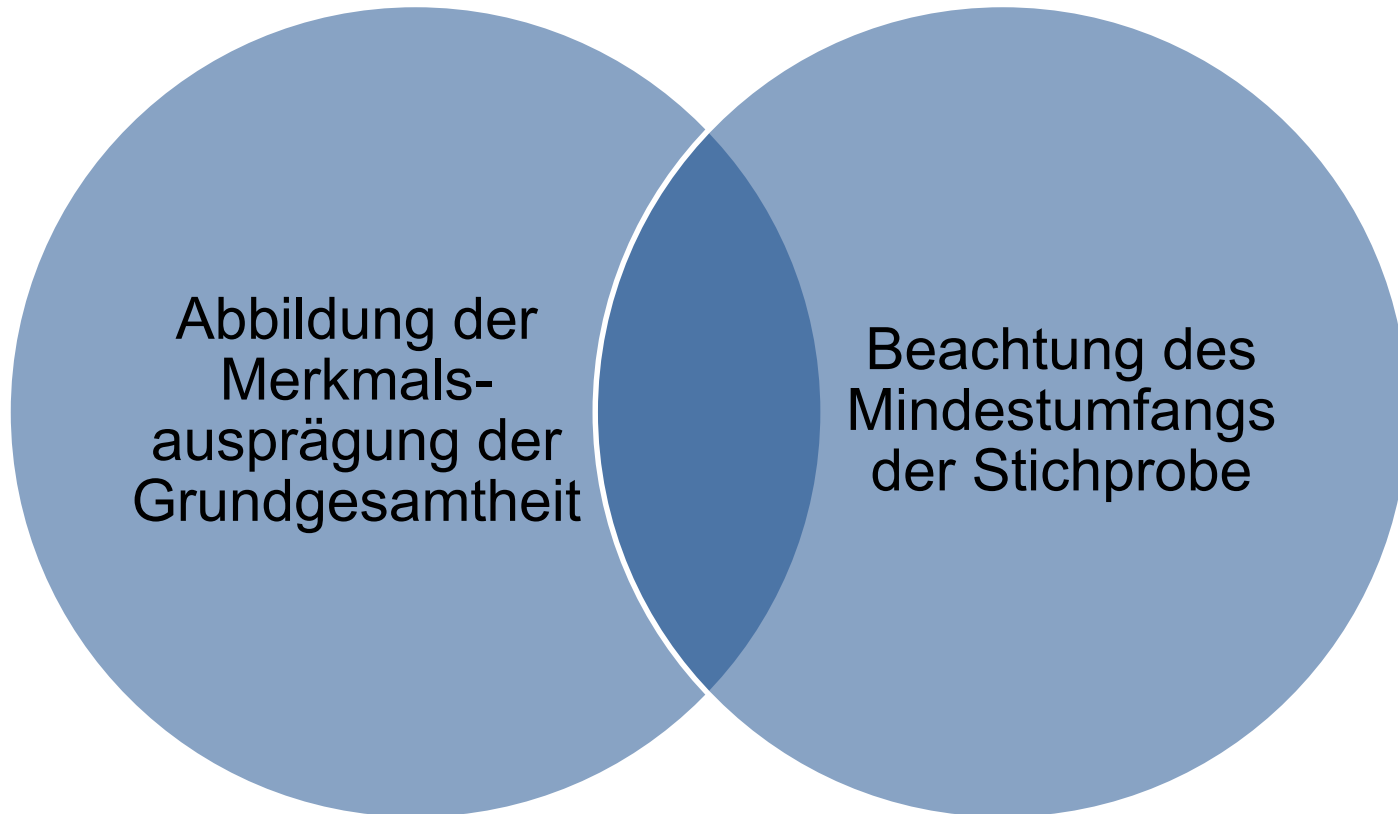 Abbildung der
Merkmals-
ausprägung der
Grundgesamtheit
Beachtung des
Mindestumfangs
der Stichprobe